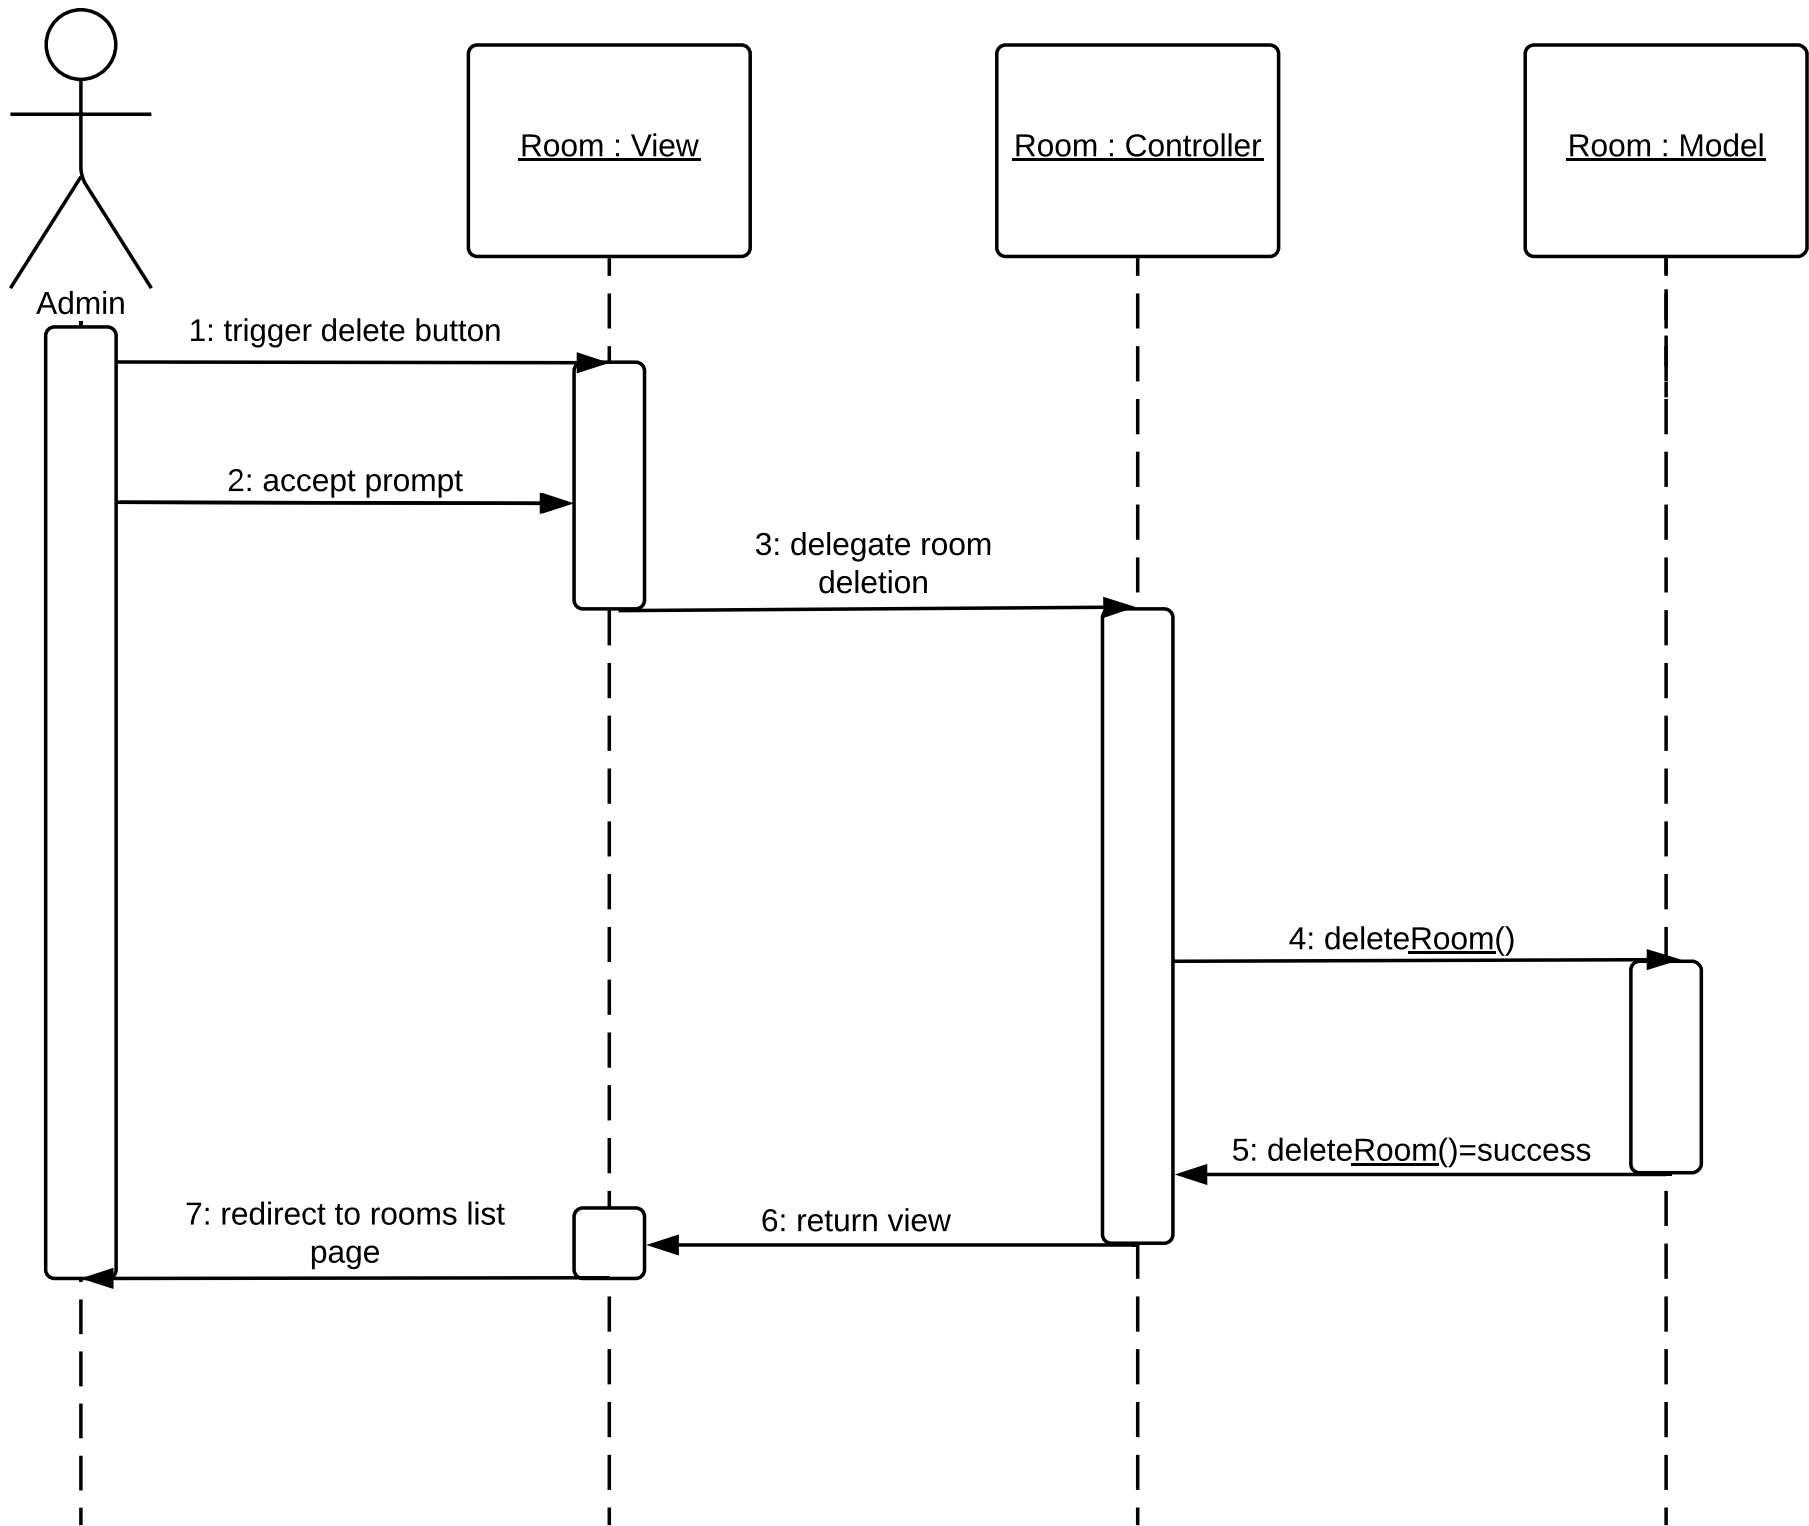 Room : View
Room : Controller
Room : Model
Admin
1: trigger delete button
2: accept prompt
3: delegate room
deletion
4: deleteRoom()
5: deleteRoom()=success
6: return view
7: redirect to rooms list
page